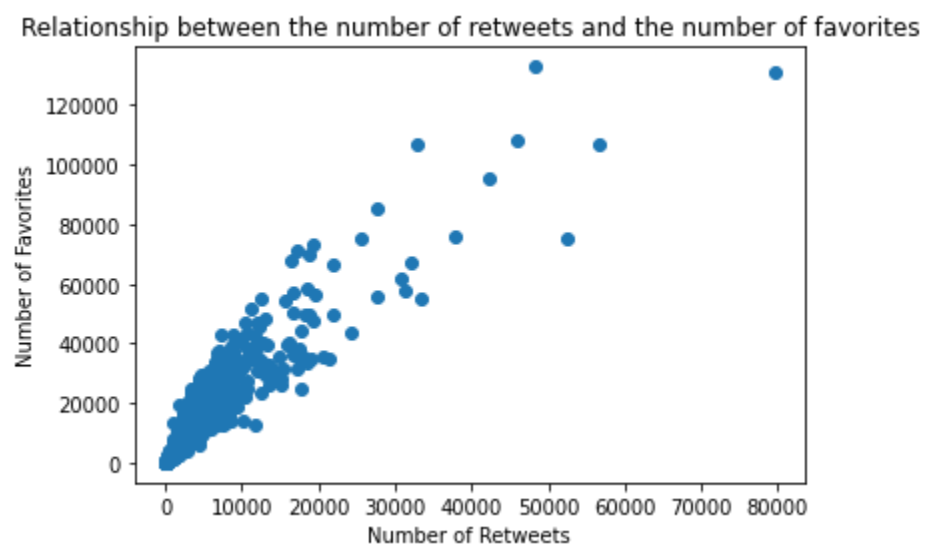 Relationship between the number of retweets and the number of favorites
Number of Favorites
120000
100000
80000
60000
40000
20000
0
0 10000 20000 30000 40000 50000 60000 70000 80000
Number of Retweets